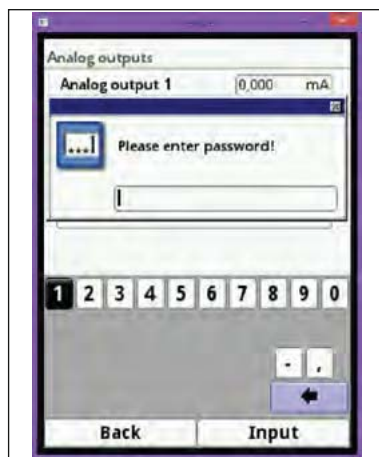 Analog outputs
Analog output 1 0,000 mA
...|
Please enter password!
1 2 3 4 5 6 7 8 9 0
- ,
Back Input